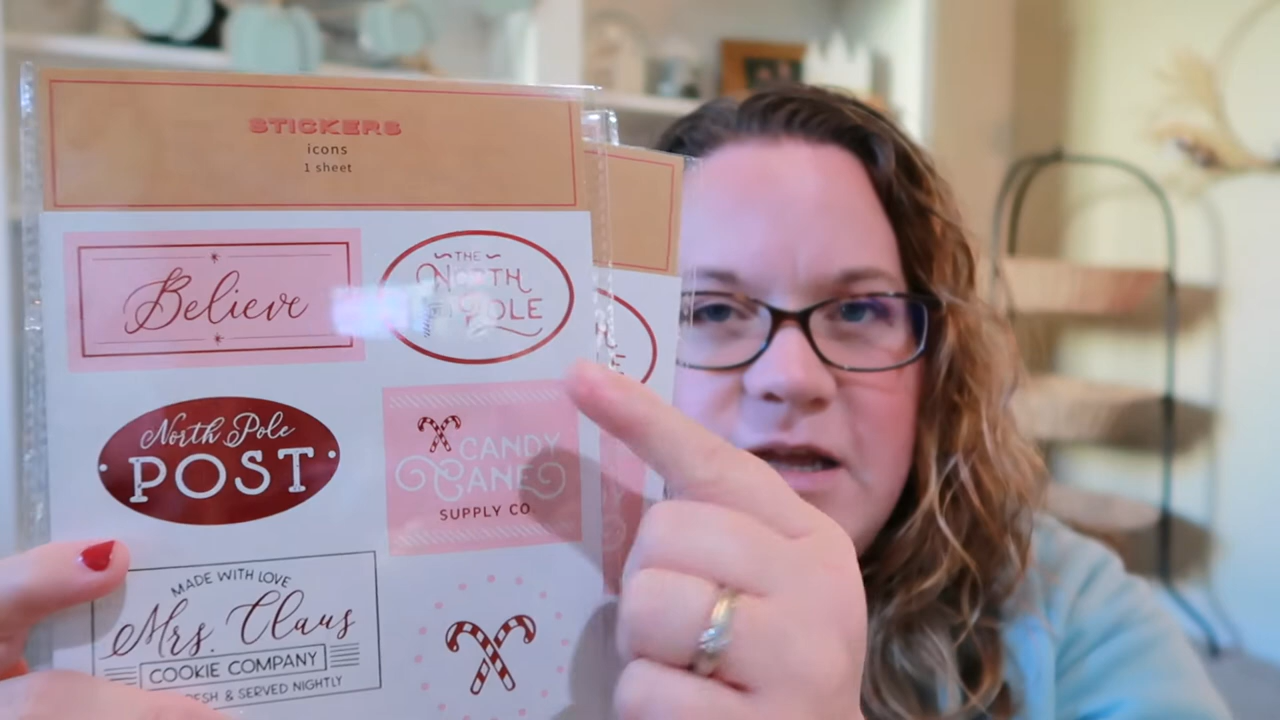 STICKERS
icons
1 sheet
Believe
THE
NORTH
POLE
North Pole
POST
CANDY
CANE
SUPPLY CO.
MADE WITH LOVE
Mrs. Claus
COOKIE COMPANY
& SERVED NIGHTLY